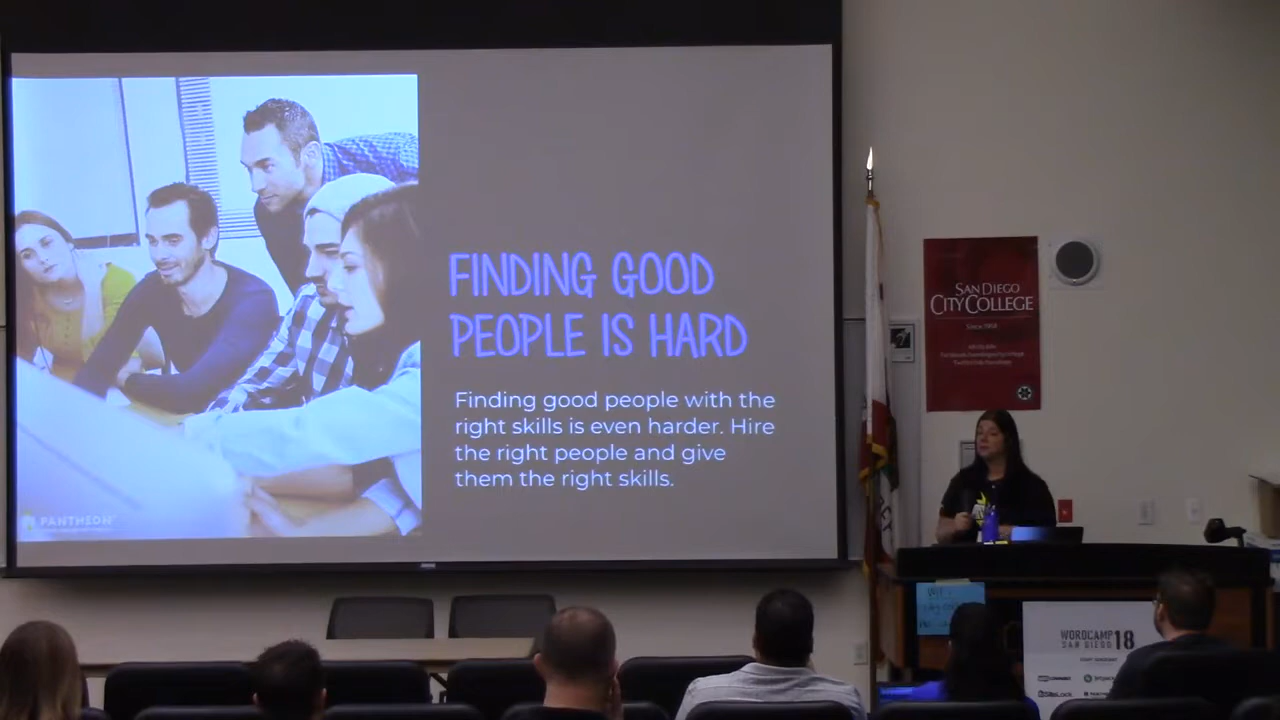 FINDING GOOD
PEOPLE IS HARD
Finding good people with the
right skills is even harder. Hire
the right people and give
them the right skills.
PANTHEON
SAN DIEGO
CITY COLLEGE
Since 1914
WORDCAMP
SAN DIEGO
18